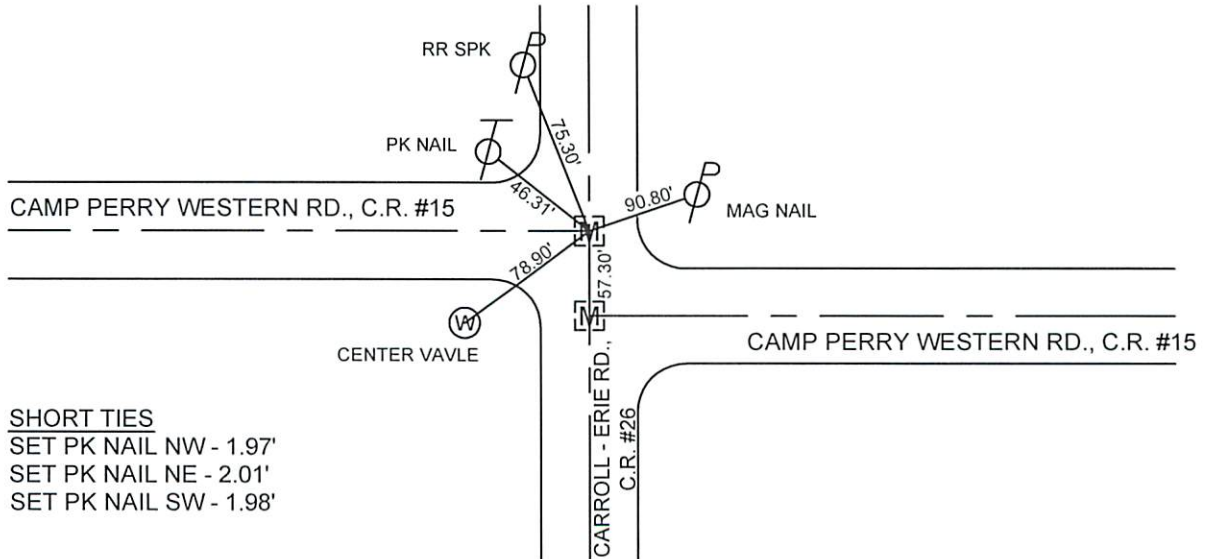 RR SPK
PK NAIL
75.30'
46.31'
90.80'
MAG NAIL
CAMP PERRY WESTERN RD., C.R. #15
M
78.90'
57.30'
W
M
CENTER VAVLE
CAMP PERRY WESTERN RD., C.R. #15
CARROLL - ERIE RD.,
C.R. #26
SHORT TIES
SET PK NAIL NW - 1.97'
SET PK NAIL NE - 2.01'
SET PK NAIL SW - 1.98'